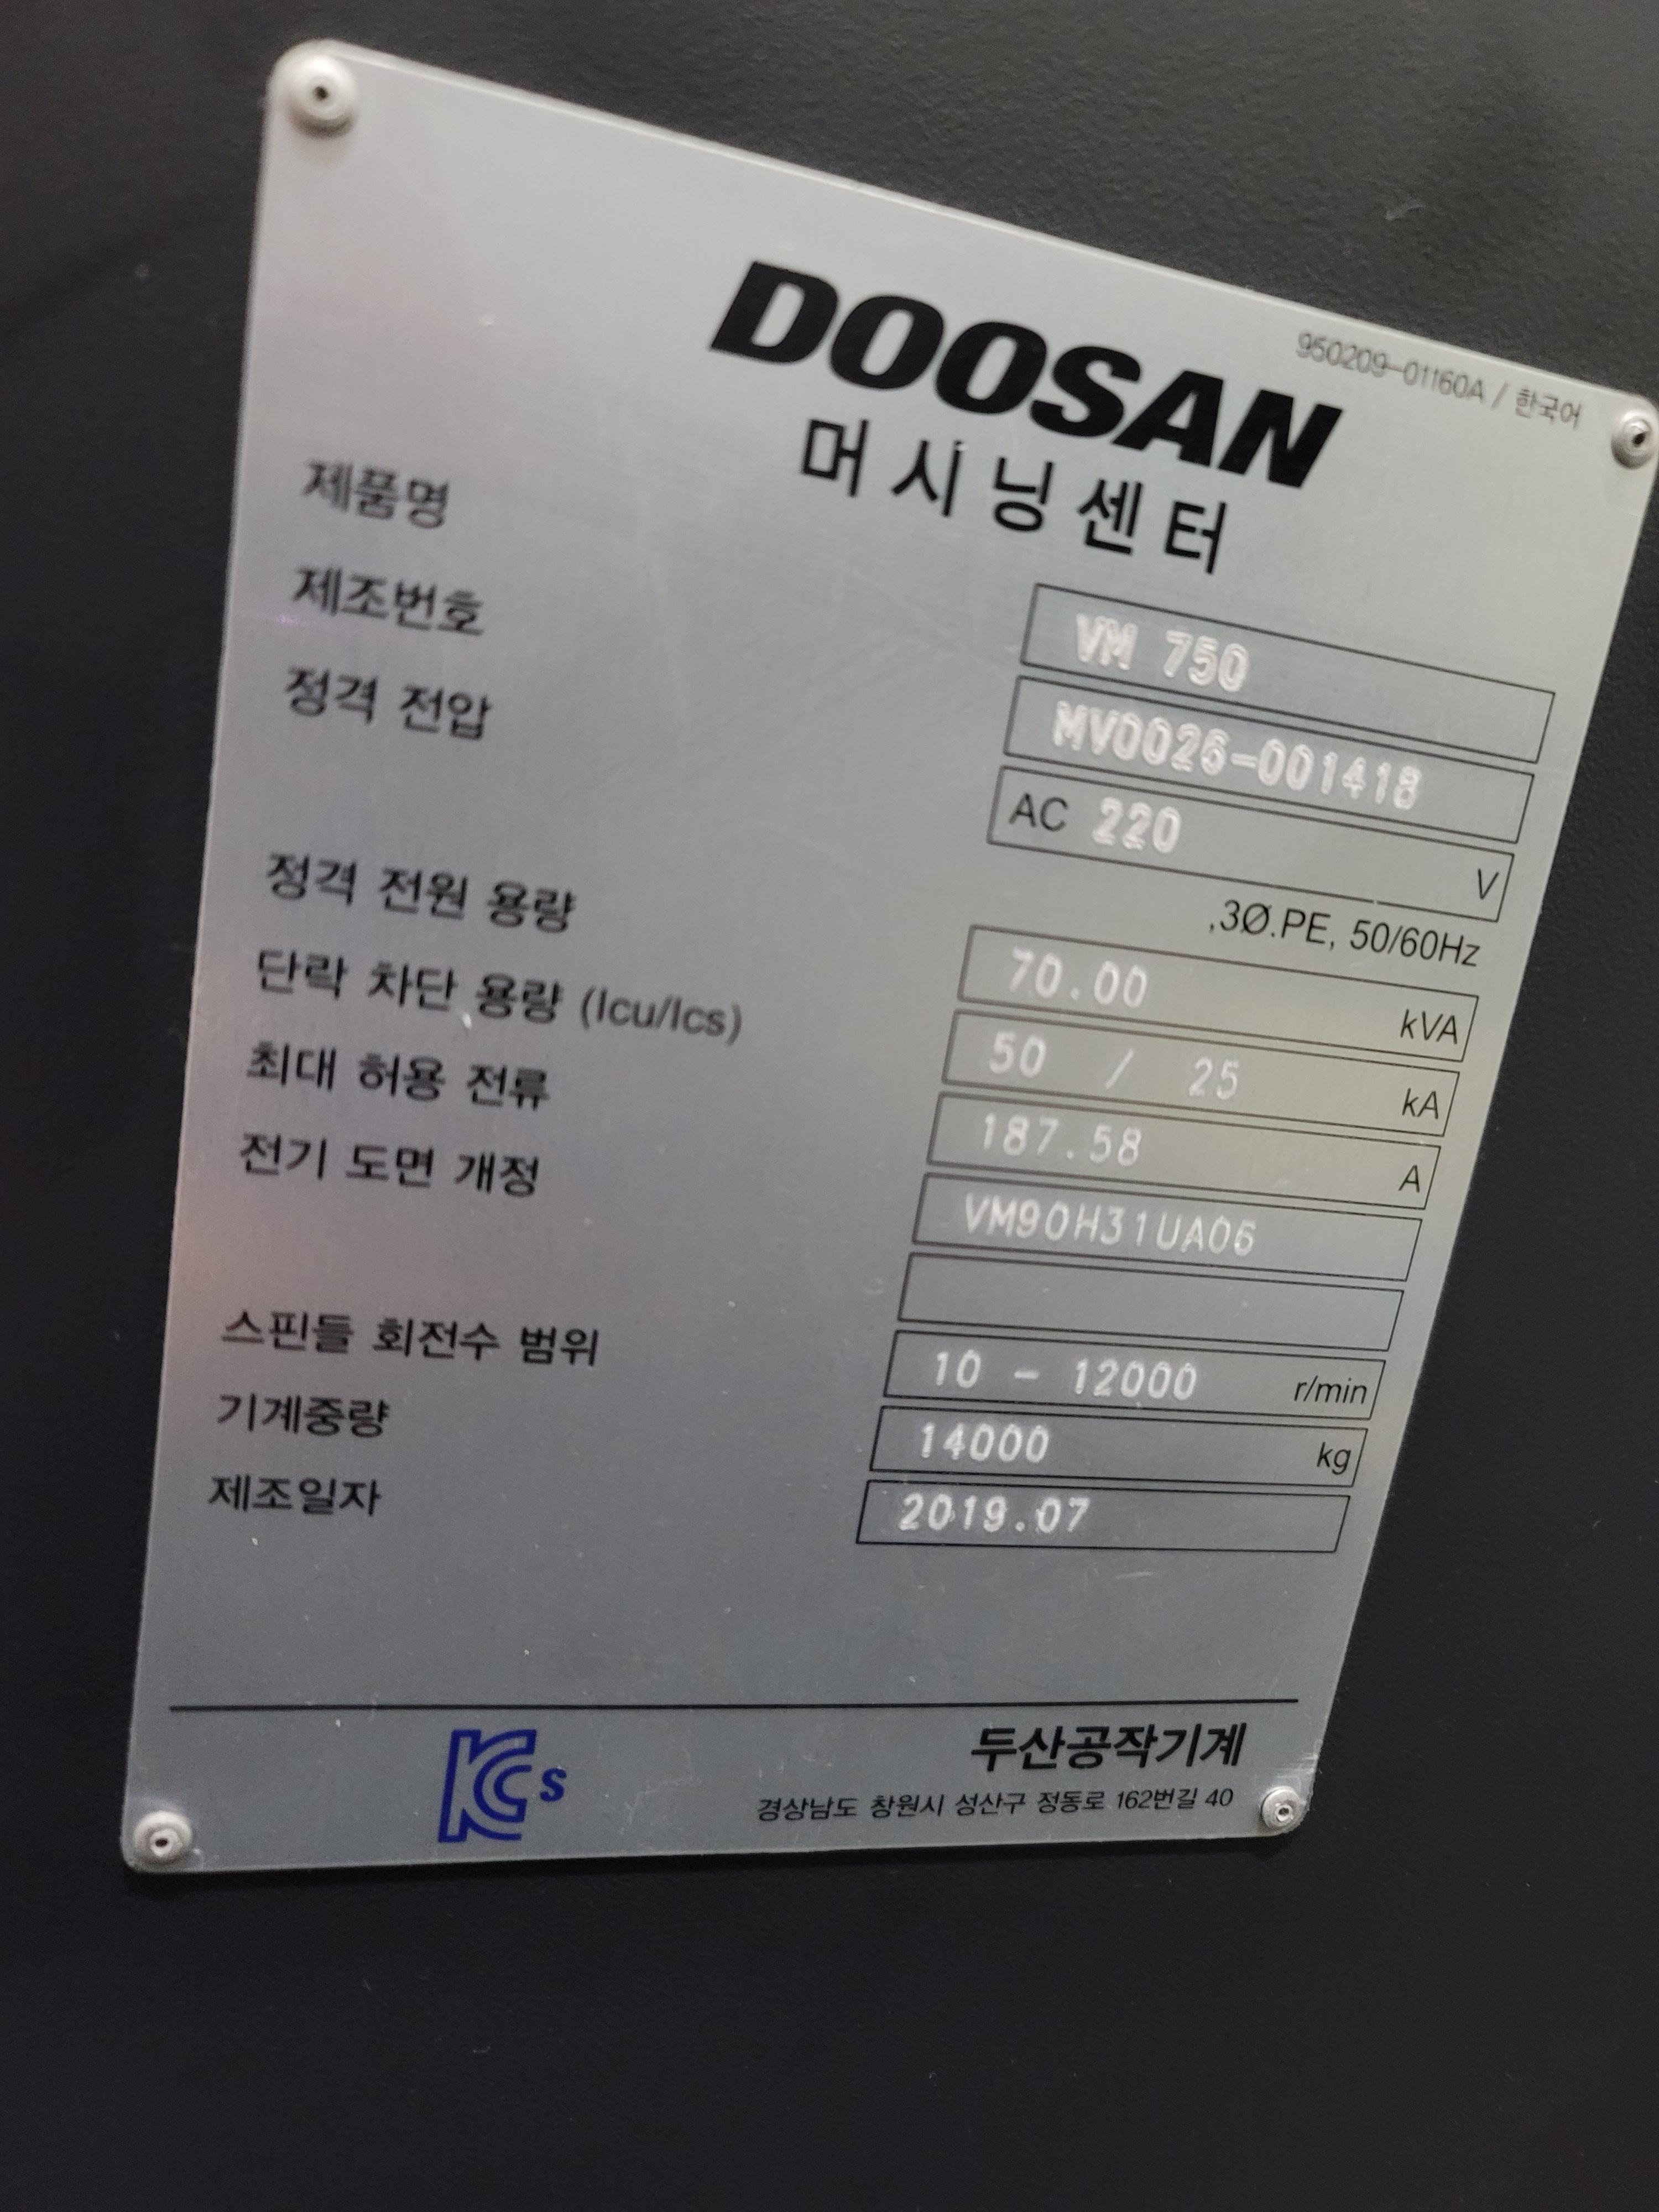 950209-01160A / 한국어
DOOSAN
머시닝센터
제품명 VM 750
제조번호 MV0026-001418
정격 전압 AC 220 V
,3Ø.PE, 50/60Hz
정격 전원 용량 70.00 kVA
단락 차단 용량 (Icu/Ics) 50 / 25 kA
최대 허용 전류 187.58 A
전기 도면 개정 VM90H31UA06
스핀들 회전수 범위 10 - 12000 r/min
기계중량 14000 kg
제조일자 2019.07
KCs
두산공작기계
경상남도 창원시 성산구 정동로 162번길 40